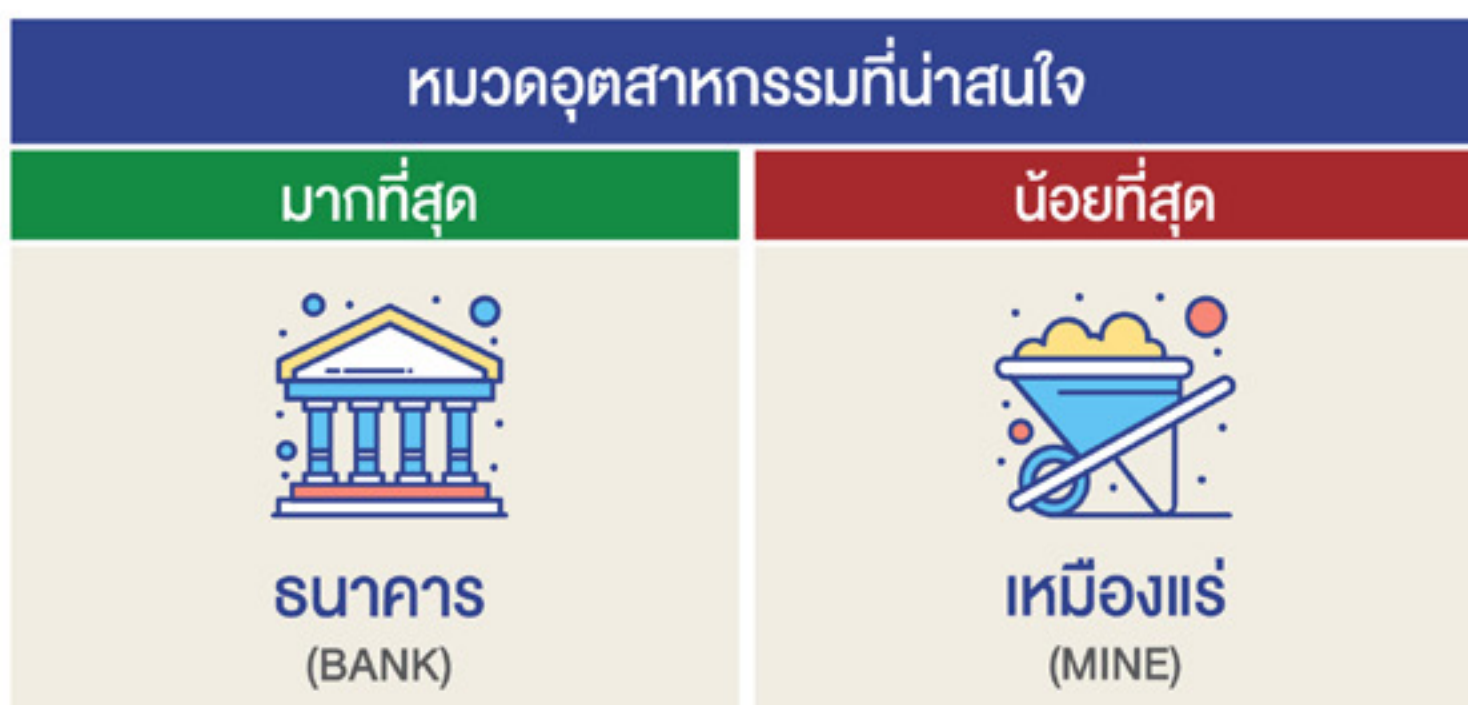 หมวดอุตสาหกรรมที่น่าสนใจ
มากที่สุด
น้อยที่สุด
ธนาคาร
(BANK)
เหมืองแร่
(MINE)